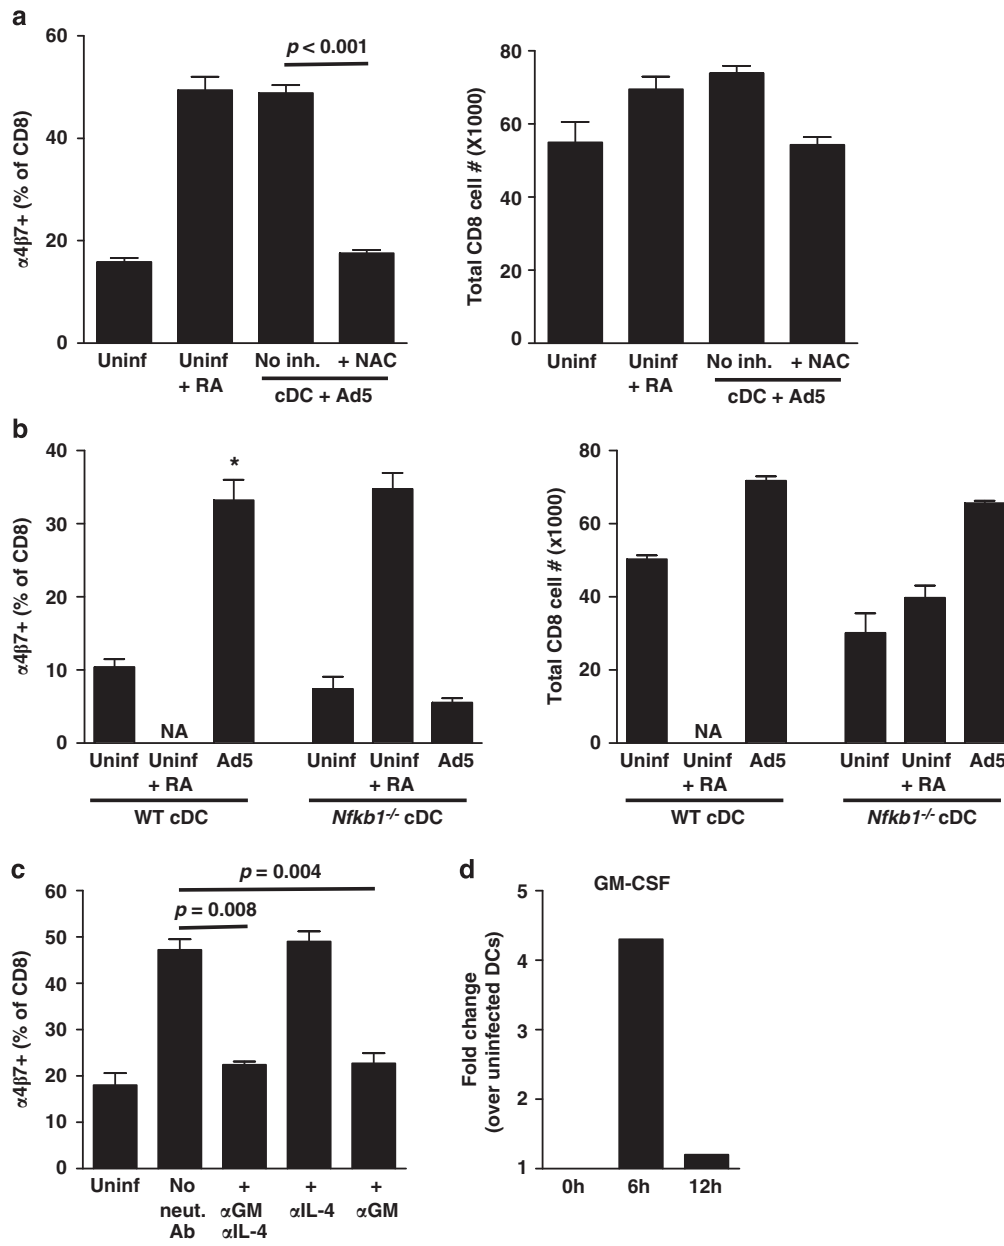 a
α4β7+ (% of CD8)
60
40
20
0
p < 0.001
Uninf
Uninf
+ RA
No inh.
+ NAC
cDC + Ad5
Total CD8 cell # (X1000)
80
60
40
20
0
Uninf
Uninf
+ RA
No inh.
+ NAC
cDC + Ad5
b
α4β7+ (% of CD8)
40
30
20
10
0
*
NA
Uninf
Uninf
+ RA
Ad5
WT cDC
Uninf
Uninf
+ RA
Ad5
Nfkb1-/- cDC
Total CD8 cell # (x1000)
80
60
40
20
0
NA
Uninf
Uninf
+ RA
Ad5
WT cDC
Uninf
Uninf
+ RA
Ad5
Nfkb1-/- cDC
c
α4β7+ (% of CD8)
60
50
40
30
20
10
0
p = 0.004
p = 0.008
Uninf
No
neut.
Ab
+
αGM
αIL-4
+
αIL-4
+
αGM
d
GM-CSF
Fold change
(over uninfected DCs)
5
4
3
2
1
0h
6h
12h